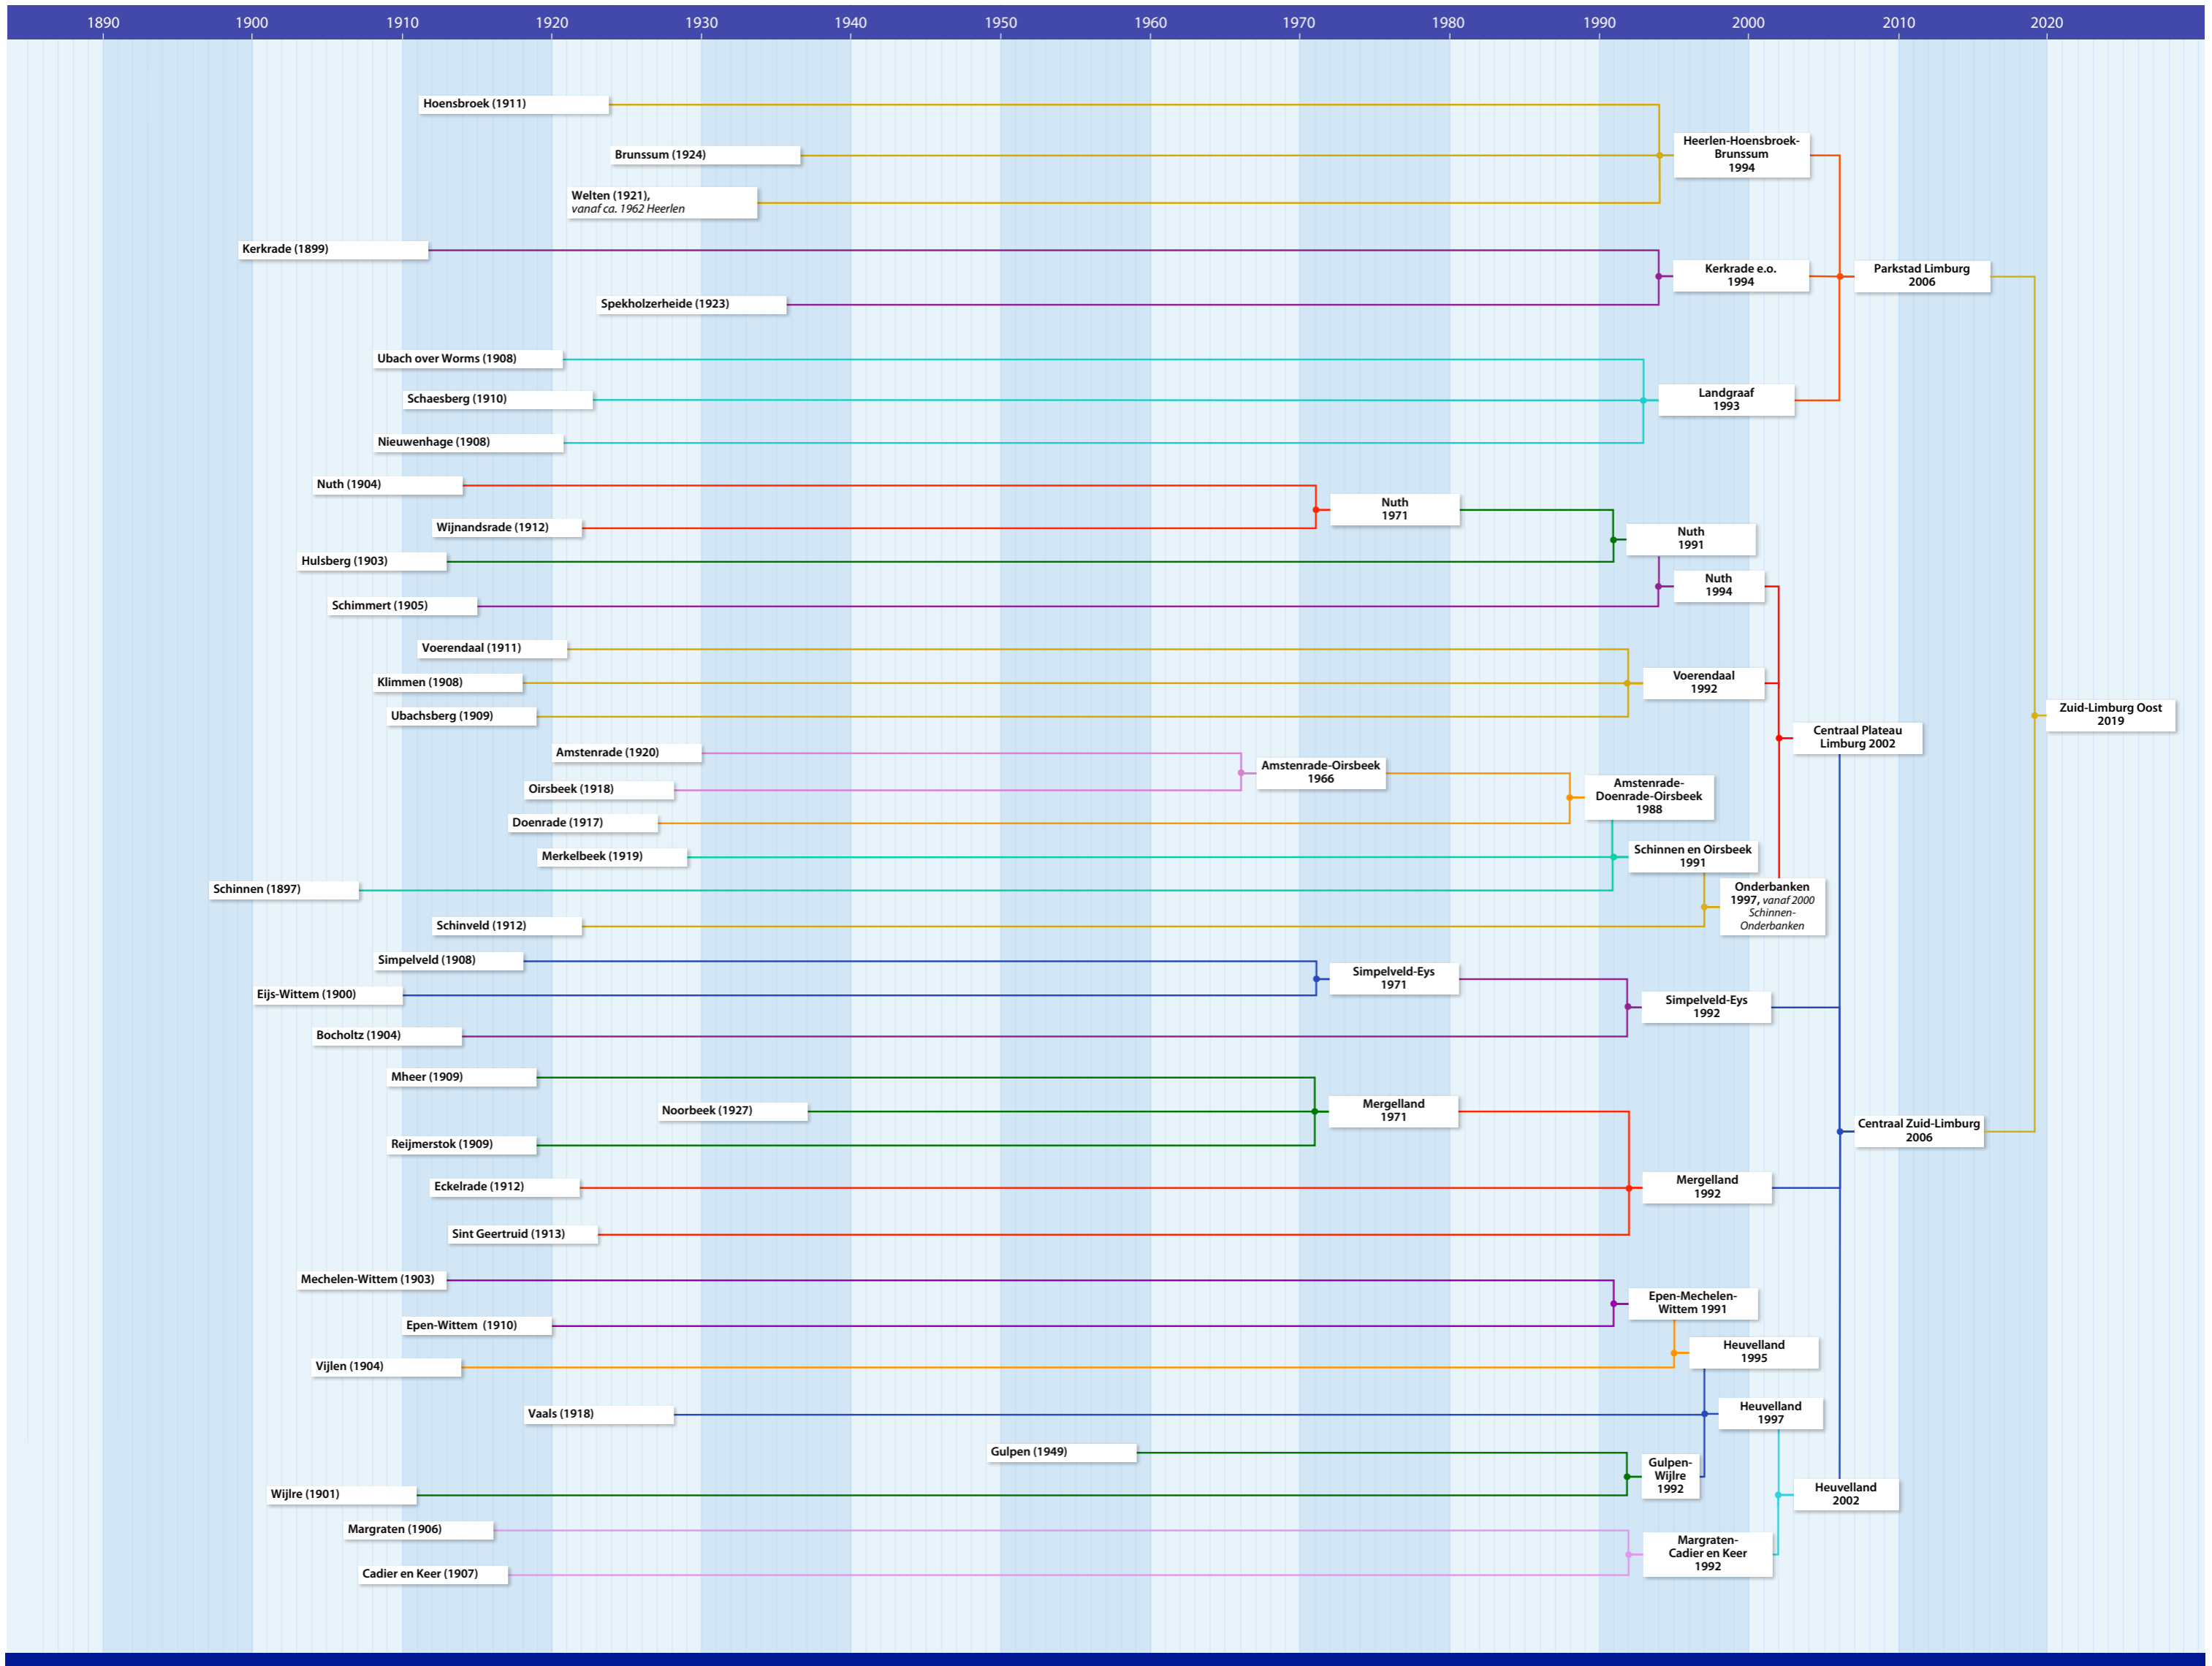 1890 1900 1910 1920 1930 1940 1950 1960 1970 1980 1990 2000 2010 2020
Hoensbroek (1911)
Brunssum (1924)
Heerlen-Hoensbroek-
Brunssum
1994
Welten (1921),
vanaf ca. 1962 Heerlen
Kerkrade (1899)
Kerkrade e.o.
1994
Parkstad Limburg
2006
Spekholzerheide (1923)
Ubach over Worms (1908)
Schaesberg (1910)
Landgraaf
1993
Nieuwenhage (1908)
Nuth (1904)
Nuth
1971
Wijnandsrade (1912)
Nuth
1991
Hulsberg (1903)
Nuth
1994
Schimmert (1905)
Voerendaal (1911)
Klimmen (1908)
Voerendaal
1992
Ubachsberg (1909)
Zuid-Limburg Oost
2019
Centraal Plateau
Limburg 2002
Amstenrade (1920)
Amstenrade-Oirsbeek
1966
Oirsbeek (1918)
Amstenrade-
Doenrade-Oirsbeek
1988
Doenrade (1917)
Merkelbeek (1919)
Schinnen en Oirsbeek
1991
Schinnen (1897)
Onderbanken
1997, vanaf 2000
Schinnen-
Onderbanken
Schinveld (1912)
Simpelveld (1908)
Simpelveld-Eys
1971
Eijs-Wittem (1900)
Simpelveld-Eys
1992
Bocholtz (1904)
Mheer (1909)
Noorbeek (1927)
Mergelland
1971
Reijmerstok (1909)
Centraal Zuid-Limburg
2006
Eckelrade (1912)
Mergelland
1992
Sint Geertruid (1913)
Mechelen-Wittem (1903)
Epen-Mechelen-
Wittem 1991
Epen-Wittem (1910)
Heuvelland
1995
Vijlen (1904)
Vaals (1918)
Heuvelland
1997
Gulpen (1949)
Gulpen-
Wijlre
1992
Wijlre (1901)
Heuvelland
2002
Margraten (1906)
Margraten-
Cadier en Keer
1992
Cadier en Keer (1907)